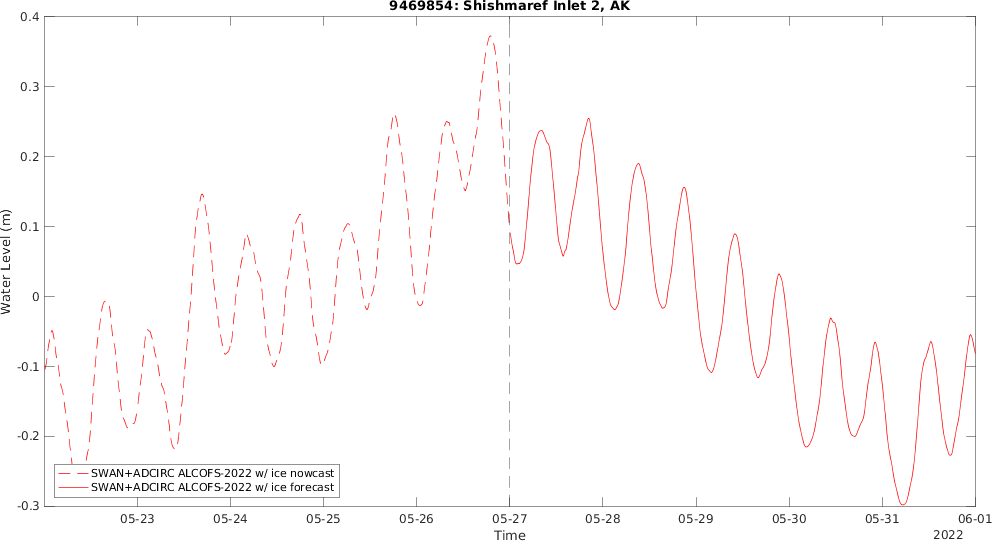 9469854: Shishmaref Inlet 2, AK
Water Level (m)
0.4
0.3
0.2
0.1
0
-0.1
-0.2
-0.3
SWAN+ADCIRC ALCOFS-2022 w/ ice nowcast
SWAN+ADCIRC ALCOFS-2022 w/ ice forecast
05-23 05-24 05-25 05-26 05-27 05-28 05-29 05-30 05-31 06-01
Time
2022